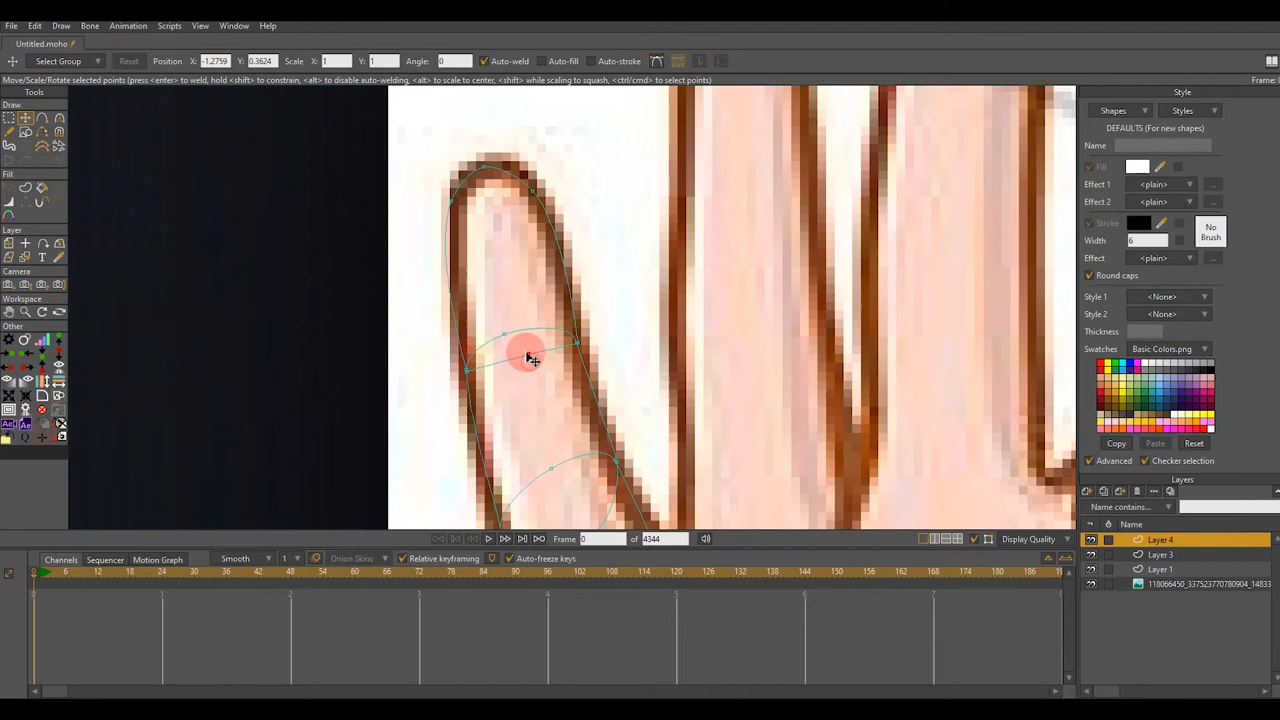 File Edit Draw Bone Animation Scripts View Window Help
Untitled.moho
Select Group Reset Position X: -1.2759 Y: 0.3624 Scale X: 1 Y: 1 Angle: 0 Auto-weld Auto-fill Auto-stroke
Move/Scale/Rotate selected points (press <enter> to weld, hold <shift> to constrain, <alt> to disable auto-welding, <alt> to scale to center, <shift> while scaling to squash, <ctrl/cmd> to select points)
Frame:
Tools
Draw
Fill
Layer
Camera
Workspace
Other
Style
Shapes Styles
DEFAULTS (For new shapes)
Name
Fill
Effect 1 <plain> ...
Effect 2 <plain> ...
Stroke
No Brush
Width 6
Effect <plain> ...
Round caps
Style 1 <None>
Style 2 <None>
Thickness
Swatches Basic Colors.png
Copy Paste Reset
Advanced Checker selection
Layers
Name contains...
Name
Layer 4
Layer 3
Layer 1
118066450_337523770780904_14833
Frame 0 of 4344 Display Quality
Channels Sequencer Motion Graph Smooth 1 Onion Skins Relative keyframing Auto-freeze keys
0 6 12 18 24 30 36 42 48 54 60 66 72 78 84 90 96 102 108 114 120 126 132 138 144 150 156 162 168 174 180 186 19
0 1 2 3 4 5 6 7 8